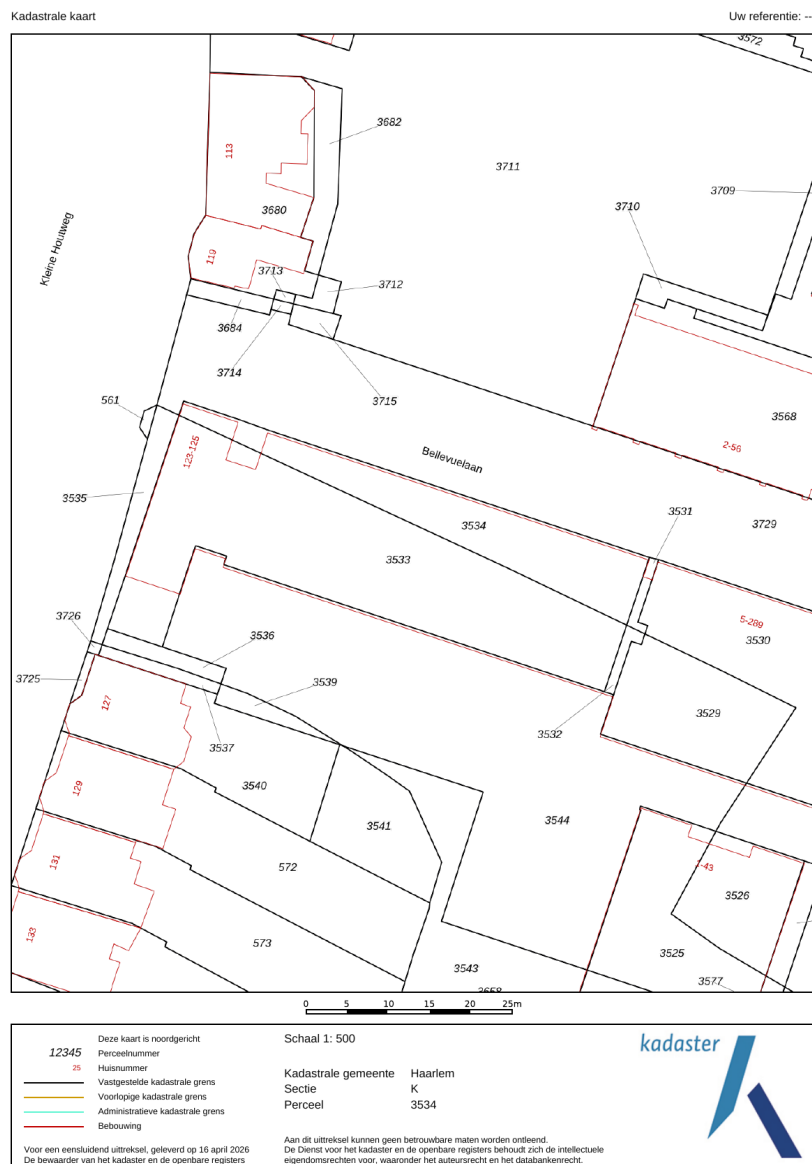 Kadastrale kaart
Uw referentie: --
3572
3682
113
3711
3709
3710
3680
Kleine Houtweg
119
3713
3712
3684
3714
3715
561
3568
123-125
2-58
Bellevuelaan
3535
3531
3534
3729
3533
3726
5-289
3536
3530
3725
3539
127
3529
3537
3532
129
3540
3544
3541
131
572
1-43
3526
133
573
3525
3543
3577
3658
0 5 10 15 20 25m
Deze kaart is noordgericht
12345 Perceelnummer
25 Huisnummer
Vastgestelde kadastrale grens
Voorlopige kadastrale grens
Administratieve kadastrale grens
Bebouwing
Voor een eensluidend uittreksel, geleverd op 16 april 2026
De bewaarder van het kadaster en de openbare registers
Schaal 1: 500
Kadastrale gemeente Haarlem
Sectie K
Perceel 3534
Aan dit uittreksel kunnen geen betrouwbare maten worden ontleend.
De Dienst voor het kadaster en de openbare registers behoudt zich de intellectuele
eigendomsrechten voor, waaronder het auteursrecht en het databankenrecht.
kadaster